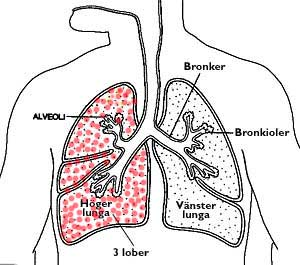 Bronker
ALVEOLI
Bronkioler
Höger
lunga
Vänster
lunga
3 lober